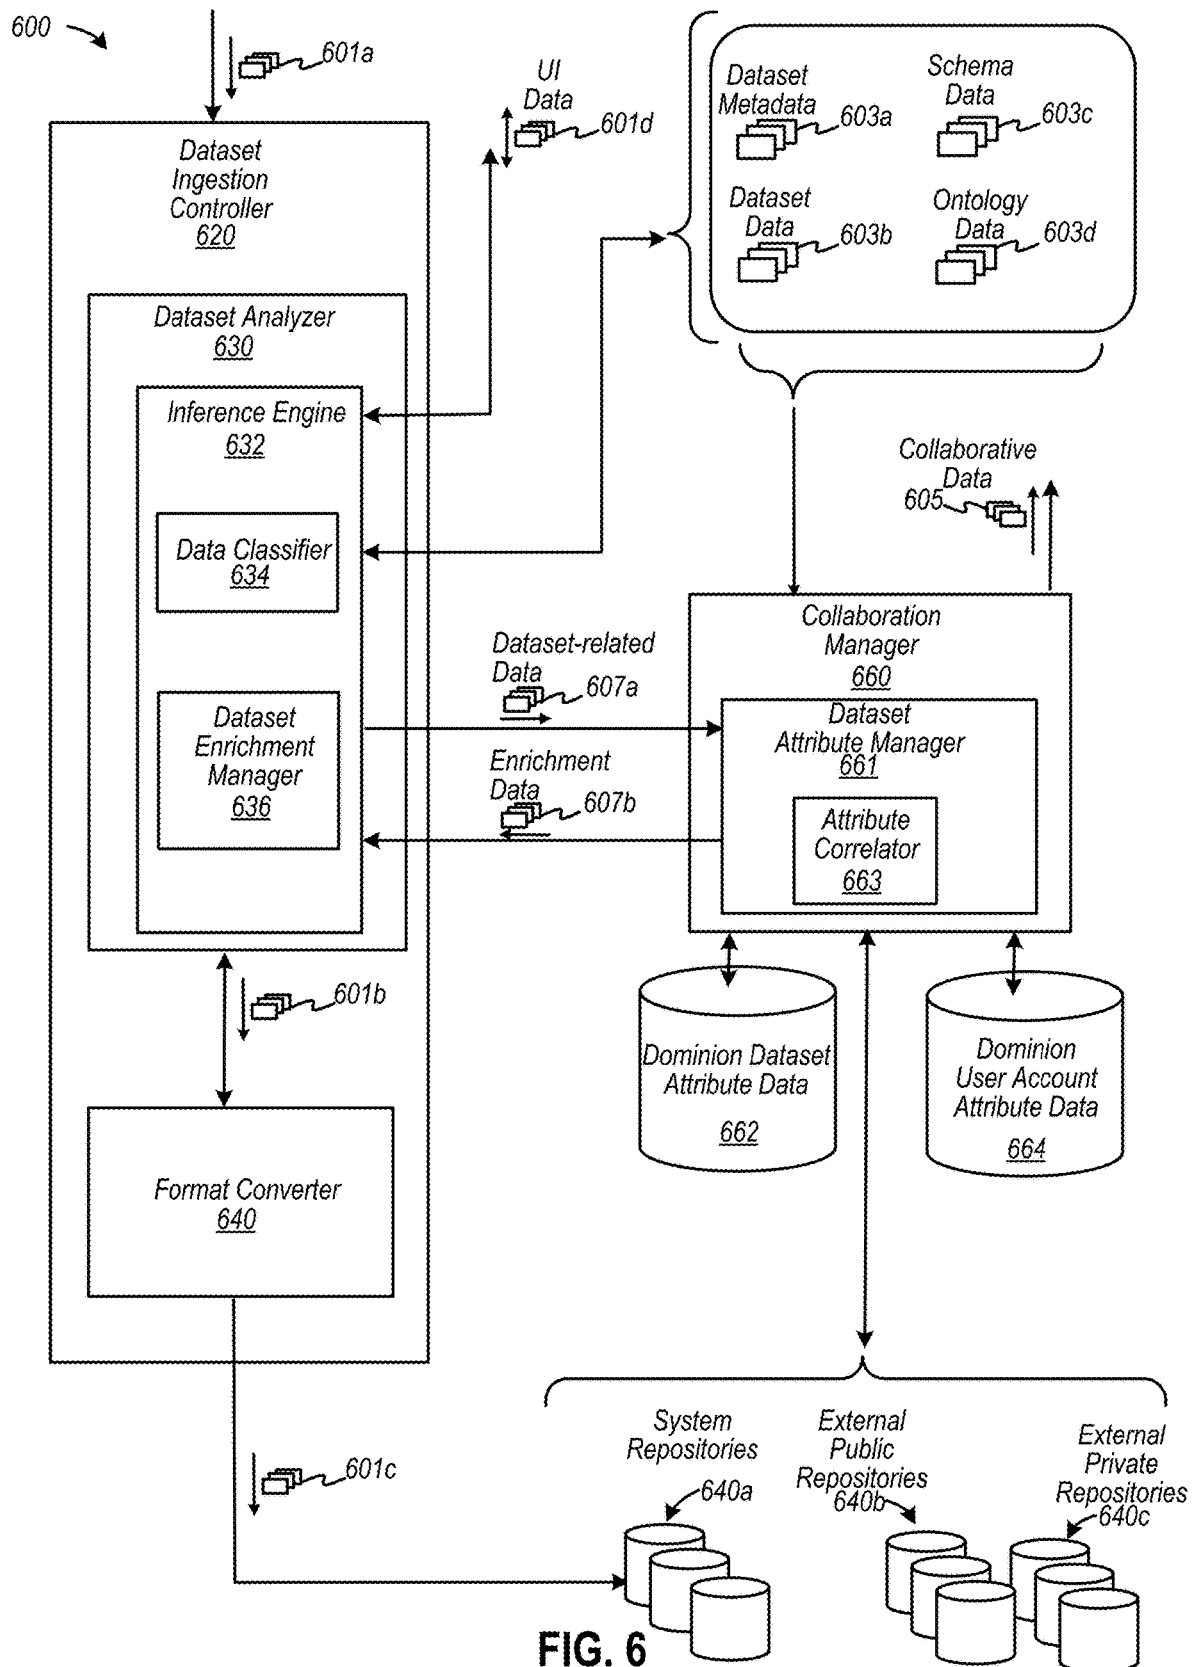 600
601a
UI
Data
601d
Dataset
Metadata
603a
Schema
Data
603c
Dataset
Data
603b
Ontology
Data
603d
Dataset
Ingestion
Controller
620
Dataset Analyzer
630
Inference Engine
632
Data Classifier
634
Dataset
Enrichment
Manager
636
Collaborative
Data
605
Dataset-related
Data
607a
Enrichment
Data
607b
Collaboration
Manager
660
Dataset
Attribute Manager
661
Attribute
Correlator
663
601b
Dominion Dataset
Attribute Data
662
Dominion
User Account
Attribute Data
664
Format Converter
640
601c
System
Repositories
640a
External
Public
Repositories
640b
External
Private
Repositories
640c
FIG. 6